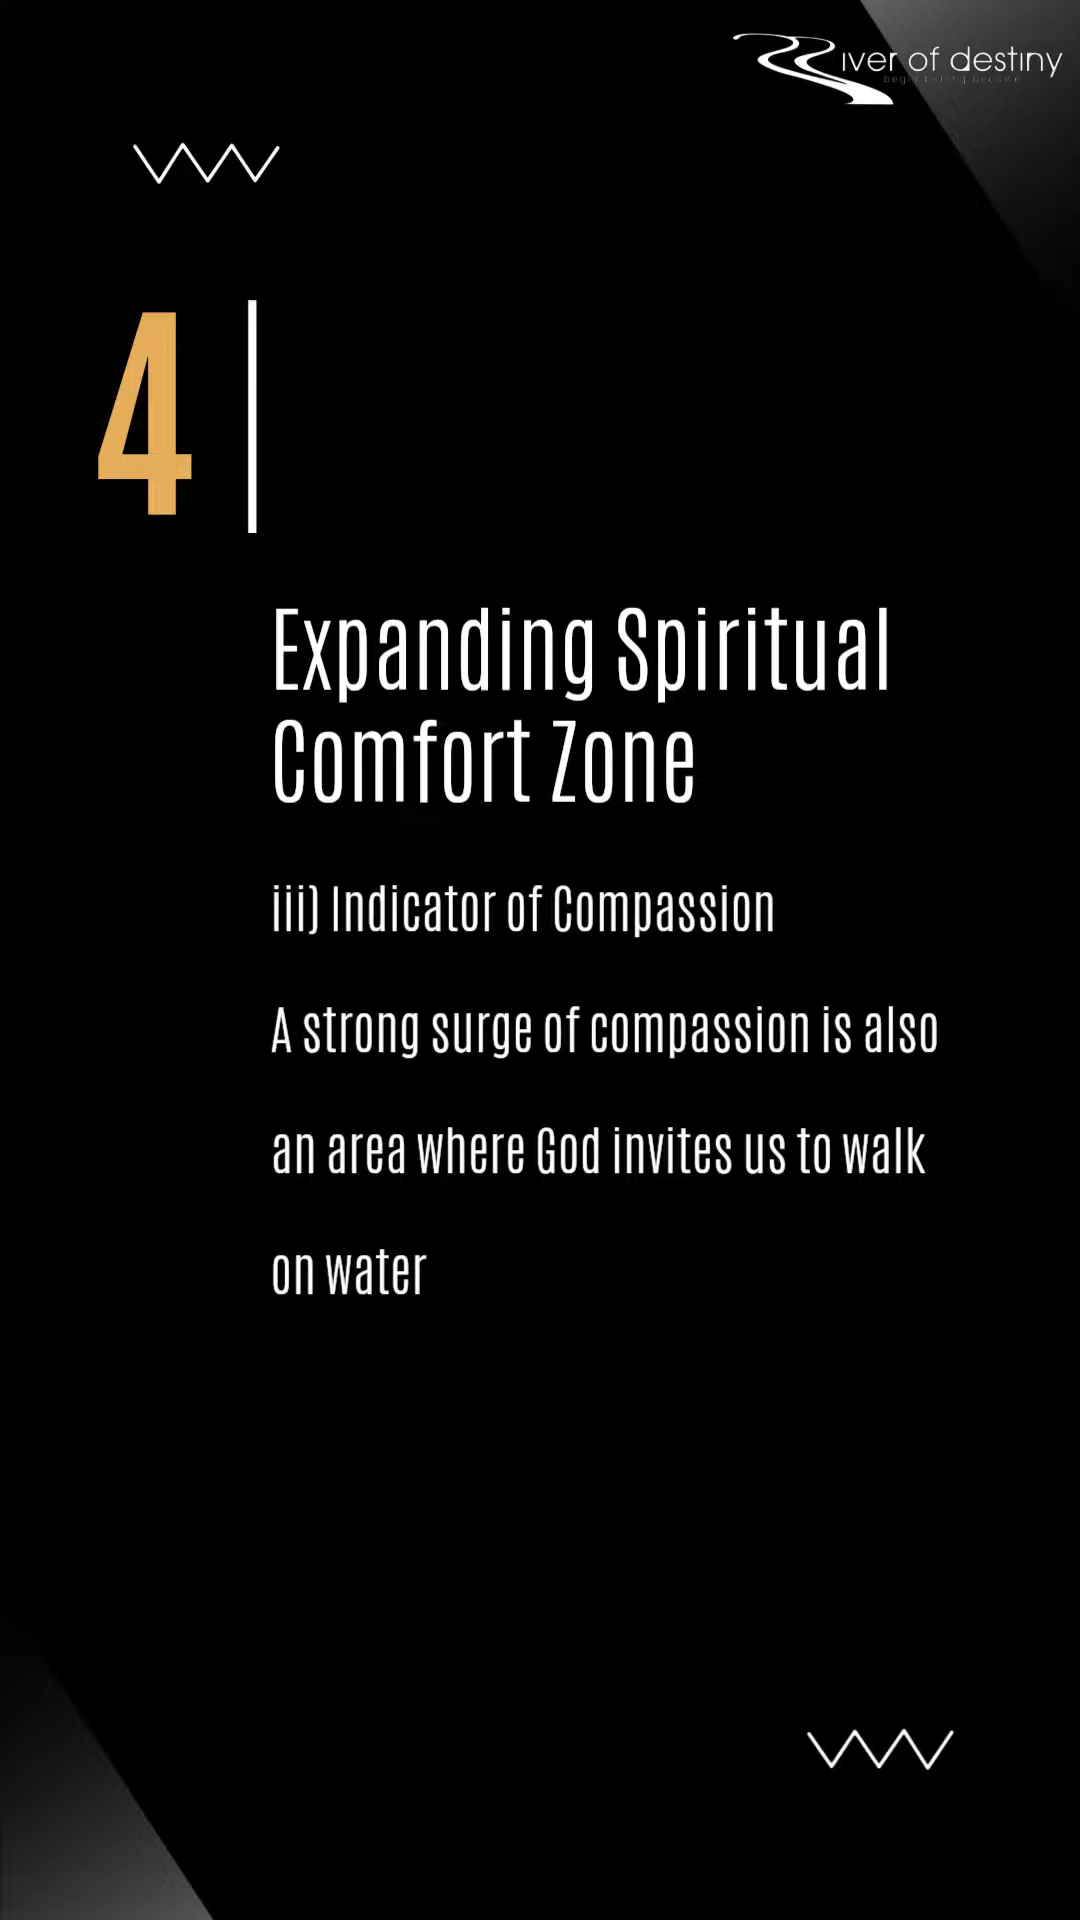 River of destiny
4
Expanding Spiritual
Comfort Zone
iii) Indicator of Compassion
A strong surge of compassion is also
an area where God invites us to walk
on water